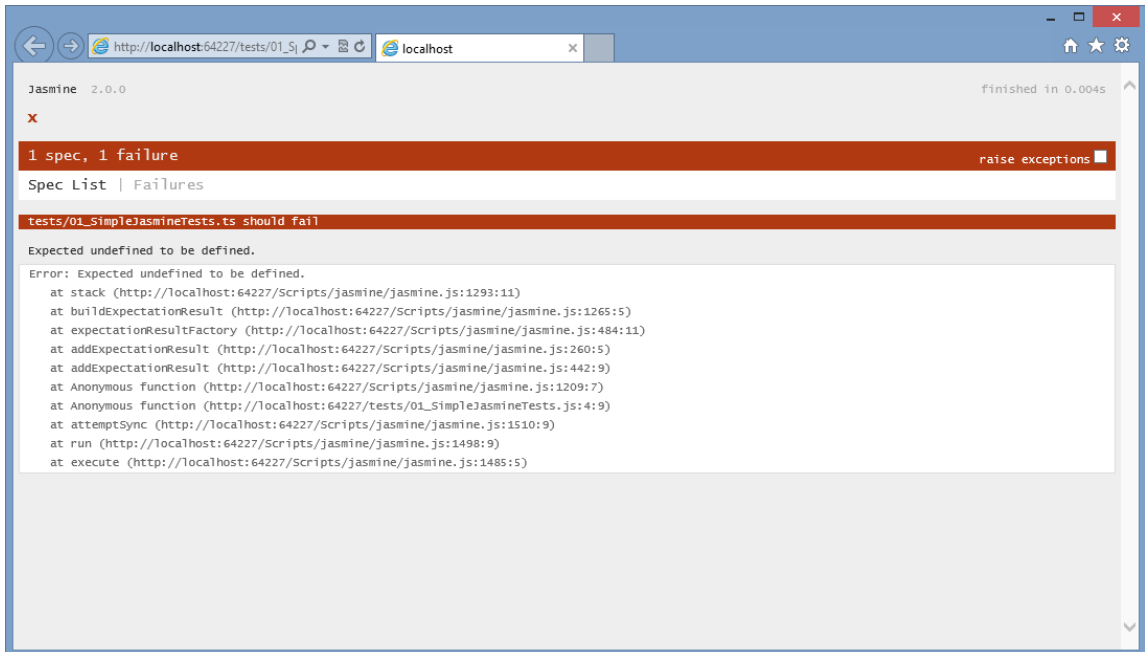 http://localhost:64227/tests/01_S
localhost
Jasmine 2.0.0
finished in 0.004s
x
1 spec, 1 failure
raise exceptions
Spec List | Failures
tests/01_SimpleJasmineTests.ts should fail
Expected undefined to be defined.
Error: Expected undefined to be defined.
at stack (http://localhost:64227/Scripts/jasmine/jasmine.js:1293:11)
at buildExpectationResult (http://localhost:64227/Scripts/jasmine/jasmine.js:1265:5)
at expectationResultFactory (http://localhost:64227/Scripts/jasmine/jasmine.js:484:11)
at addExpectationResult (http://localhost:64227/Scripts/jasmine/jasmine.js:260:5)
at addExpectationResult (http://localhost:64227/Scripts/jasmine/jasmine.js:442:9)
at Anonymous function (http://localhost:64227/Scripts/jasmine/jasmine.js:1209:7)
at Anonymous function (http://localhost:64227/tests/01_SimpleJasmineTests.js:4:9)
at attemptSync (http://localhost:64227/Scripts/jasmine/jasmine.js:1510:9)
at run (http://localhost:64227/Scripts/jasmine/jasmine.js:1498:9)
at execute (http://localhost:64227/Scripts/jasmine/jasmine.js:1485:5)